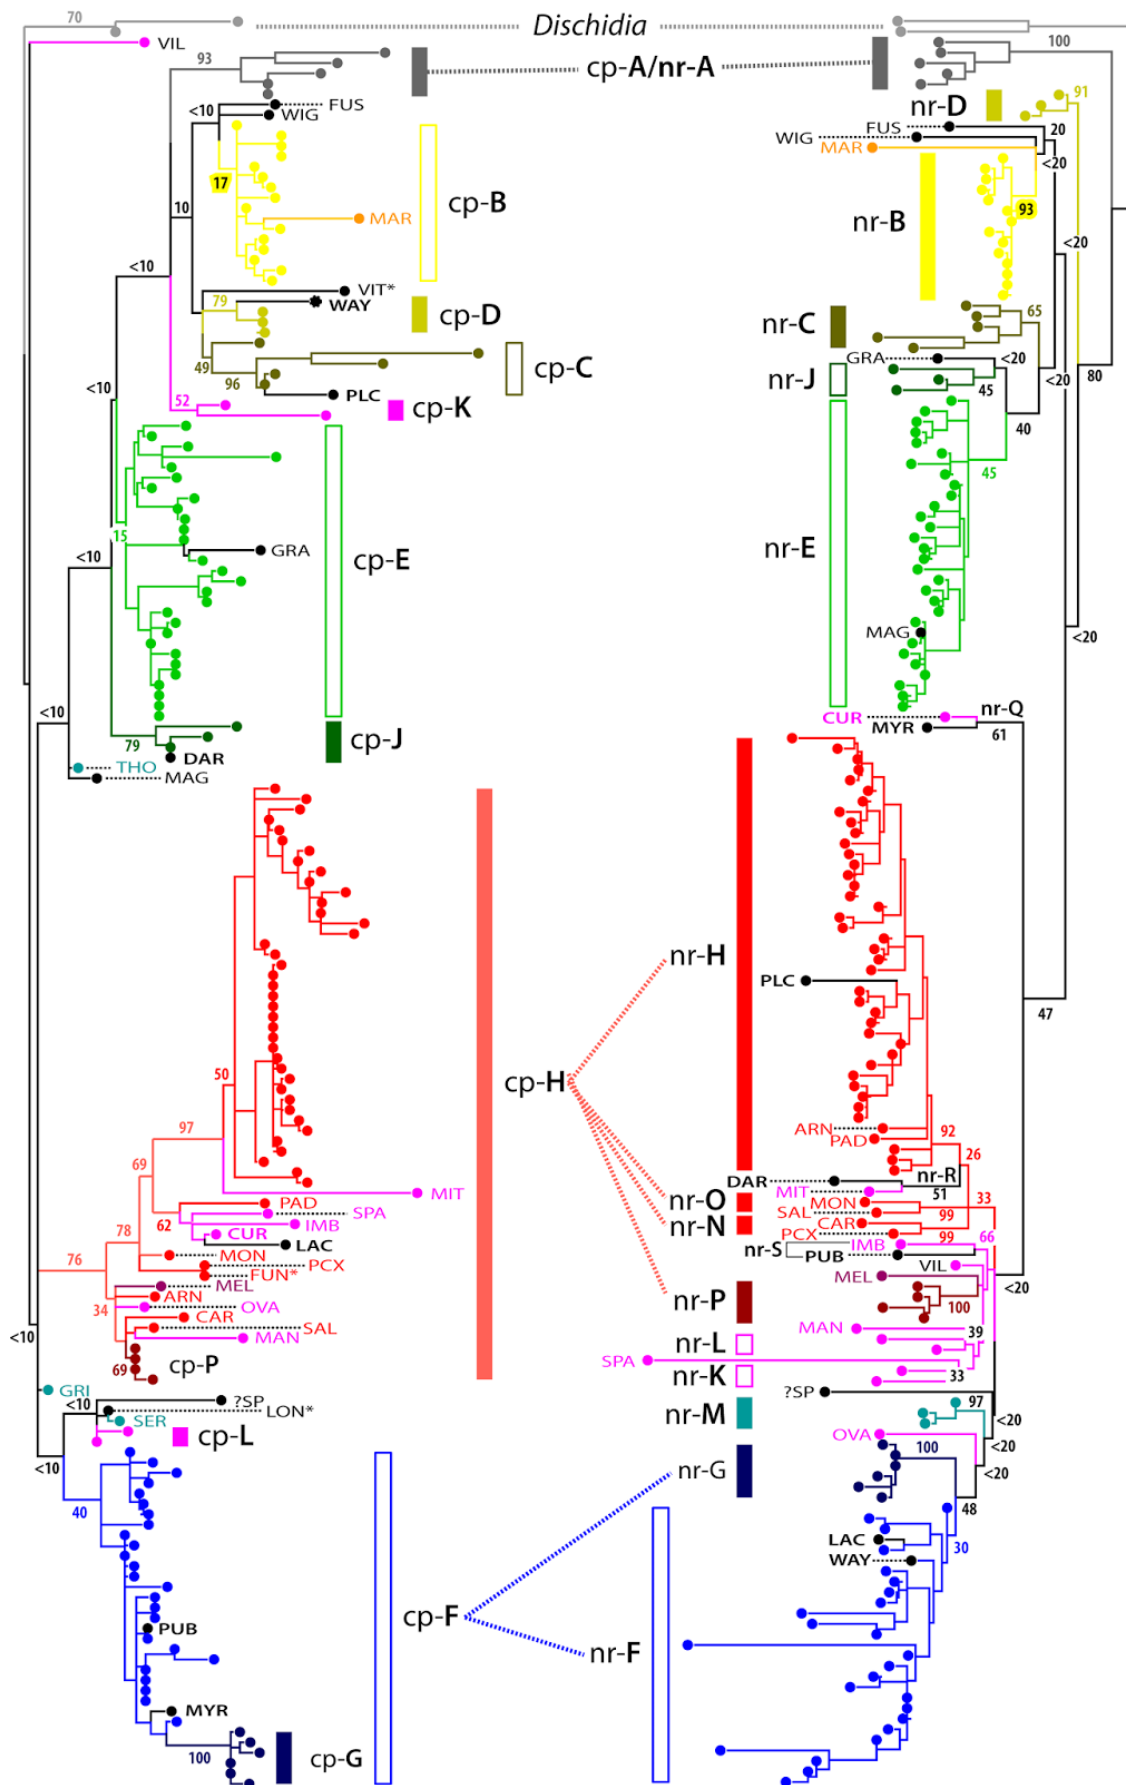 70
Dischidia
VIL
93
100
cp-A/nr-A
91
nr-D
<10
FUS
WIG
FUS
20
WIG
MAR
<20
17
cp-B
93
10
MAR
nr-B
<20
<10
VIT*
79
WAY
cp-D
65
nr-C
49
cp-C
GRA
<20
96
<10
PLC
nr-J
45
<20
80
52
cp-K
40
45
15
<10
GRA
cp-E
nr-E
MAG
<20
<10
CUR
nr-Q
MYR
61
79
DAR
cp-J
THO
MAG
nr-H
PLC
47
50
cp-H
97
ARN
92
PAD
69
26
nr-R
DAR
MIT
MIT
51
PAD
nr-O
MON
33
SPA
SAL
99
62
IMB
nr-N
CAR
CUR
PCX
99
78
LAC
nr-S
IMB
66
MON
PUB
76
PCX
VIL
FUN*
MEL
<20
MEL
ARN
nr-P
34
OVA
100
CAR
SAL
MAN
<10
MAN
39
nr-L
69
cp-P
SPA
nr-K
33
GRI
?SP
<10
?SP
97
LON*
nr-M
SER
<20
cp-L
OVA
100
<20
<10
nr-G
<20
40
48
LAC
30
WAY
cp-F
PUB
nr-F
MYR
100
cp-G